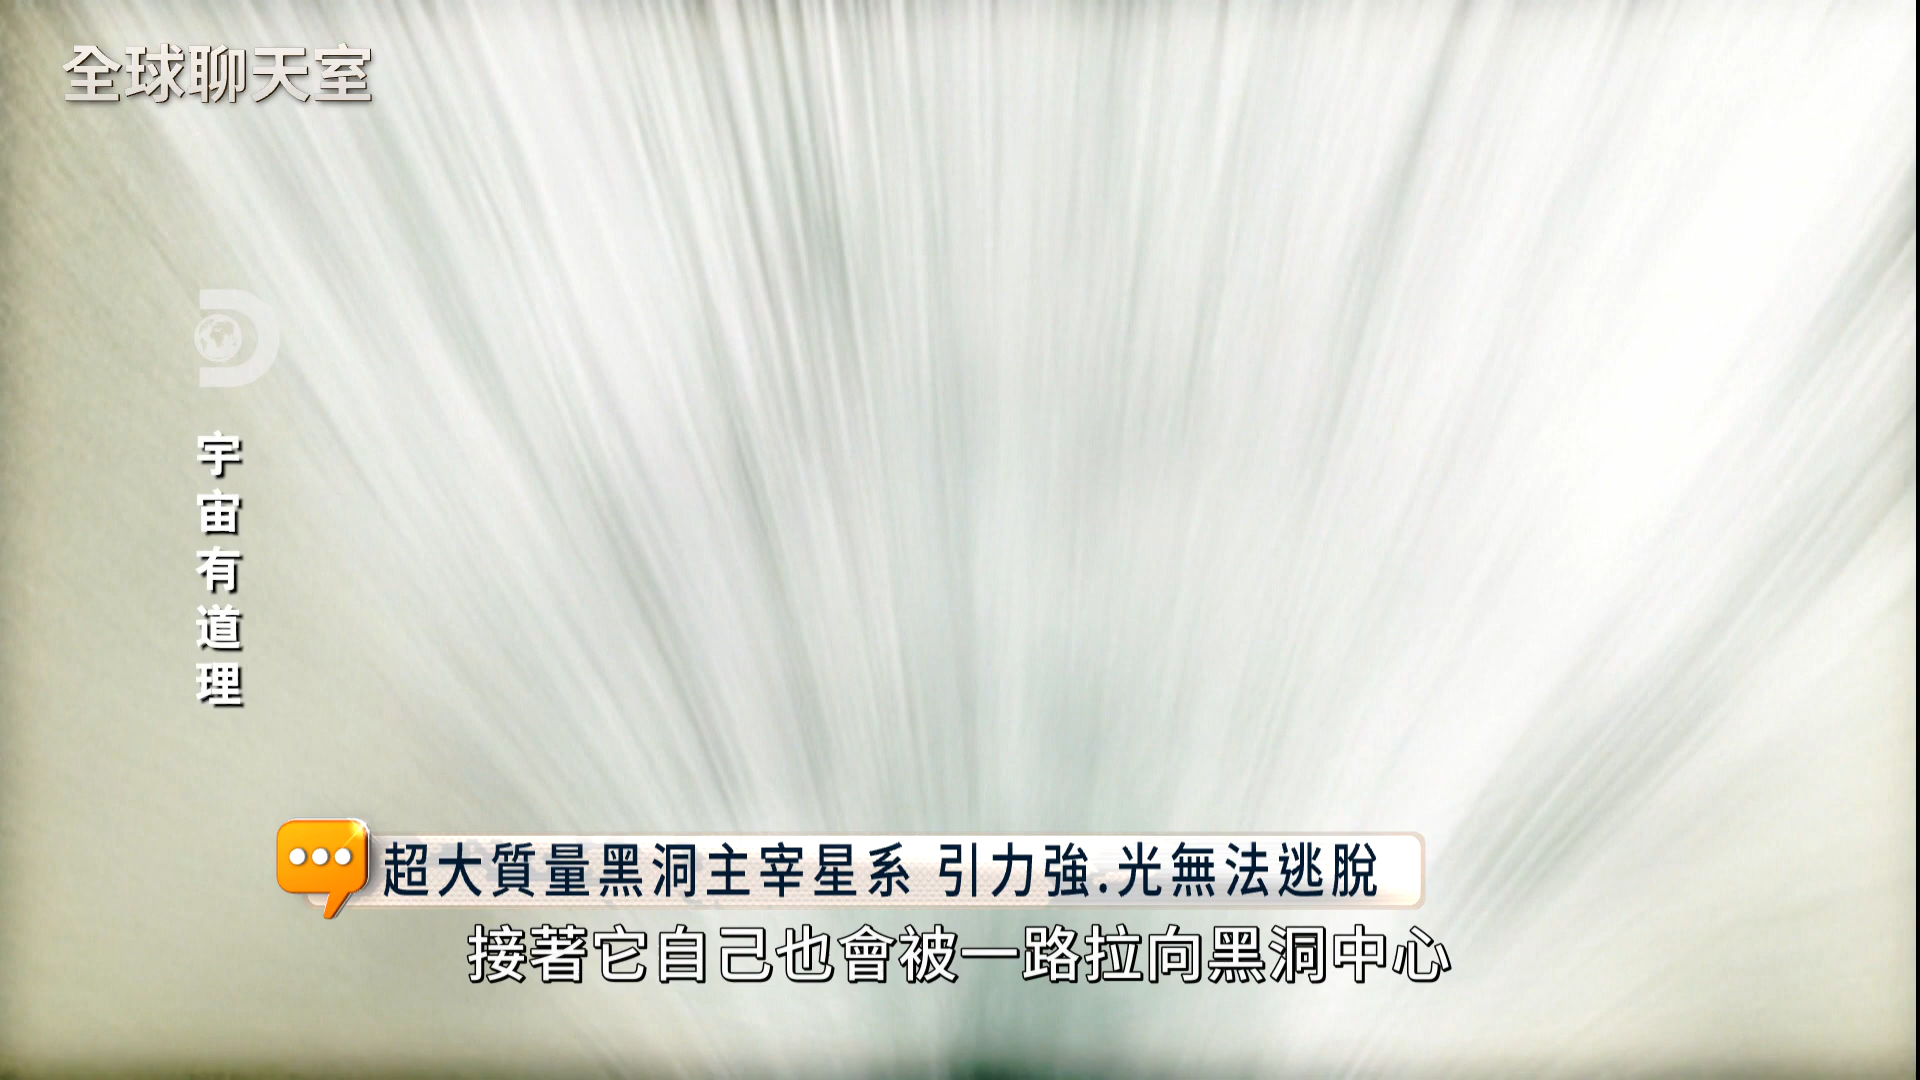 全球聊天室
宇宙有道理
超大質量黑洞主宰星系 引力強.光無法逃脫
接著它自己也會被一路拉向黑洞中心